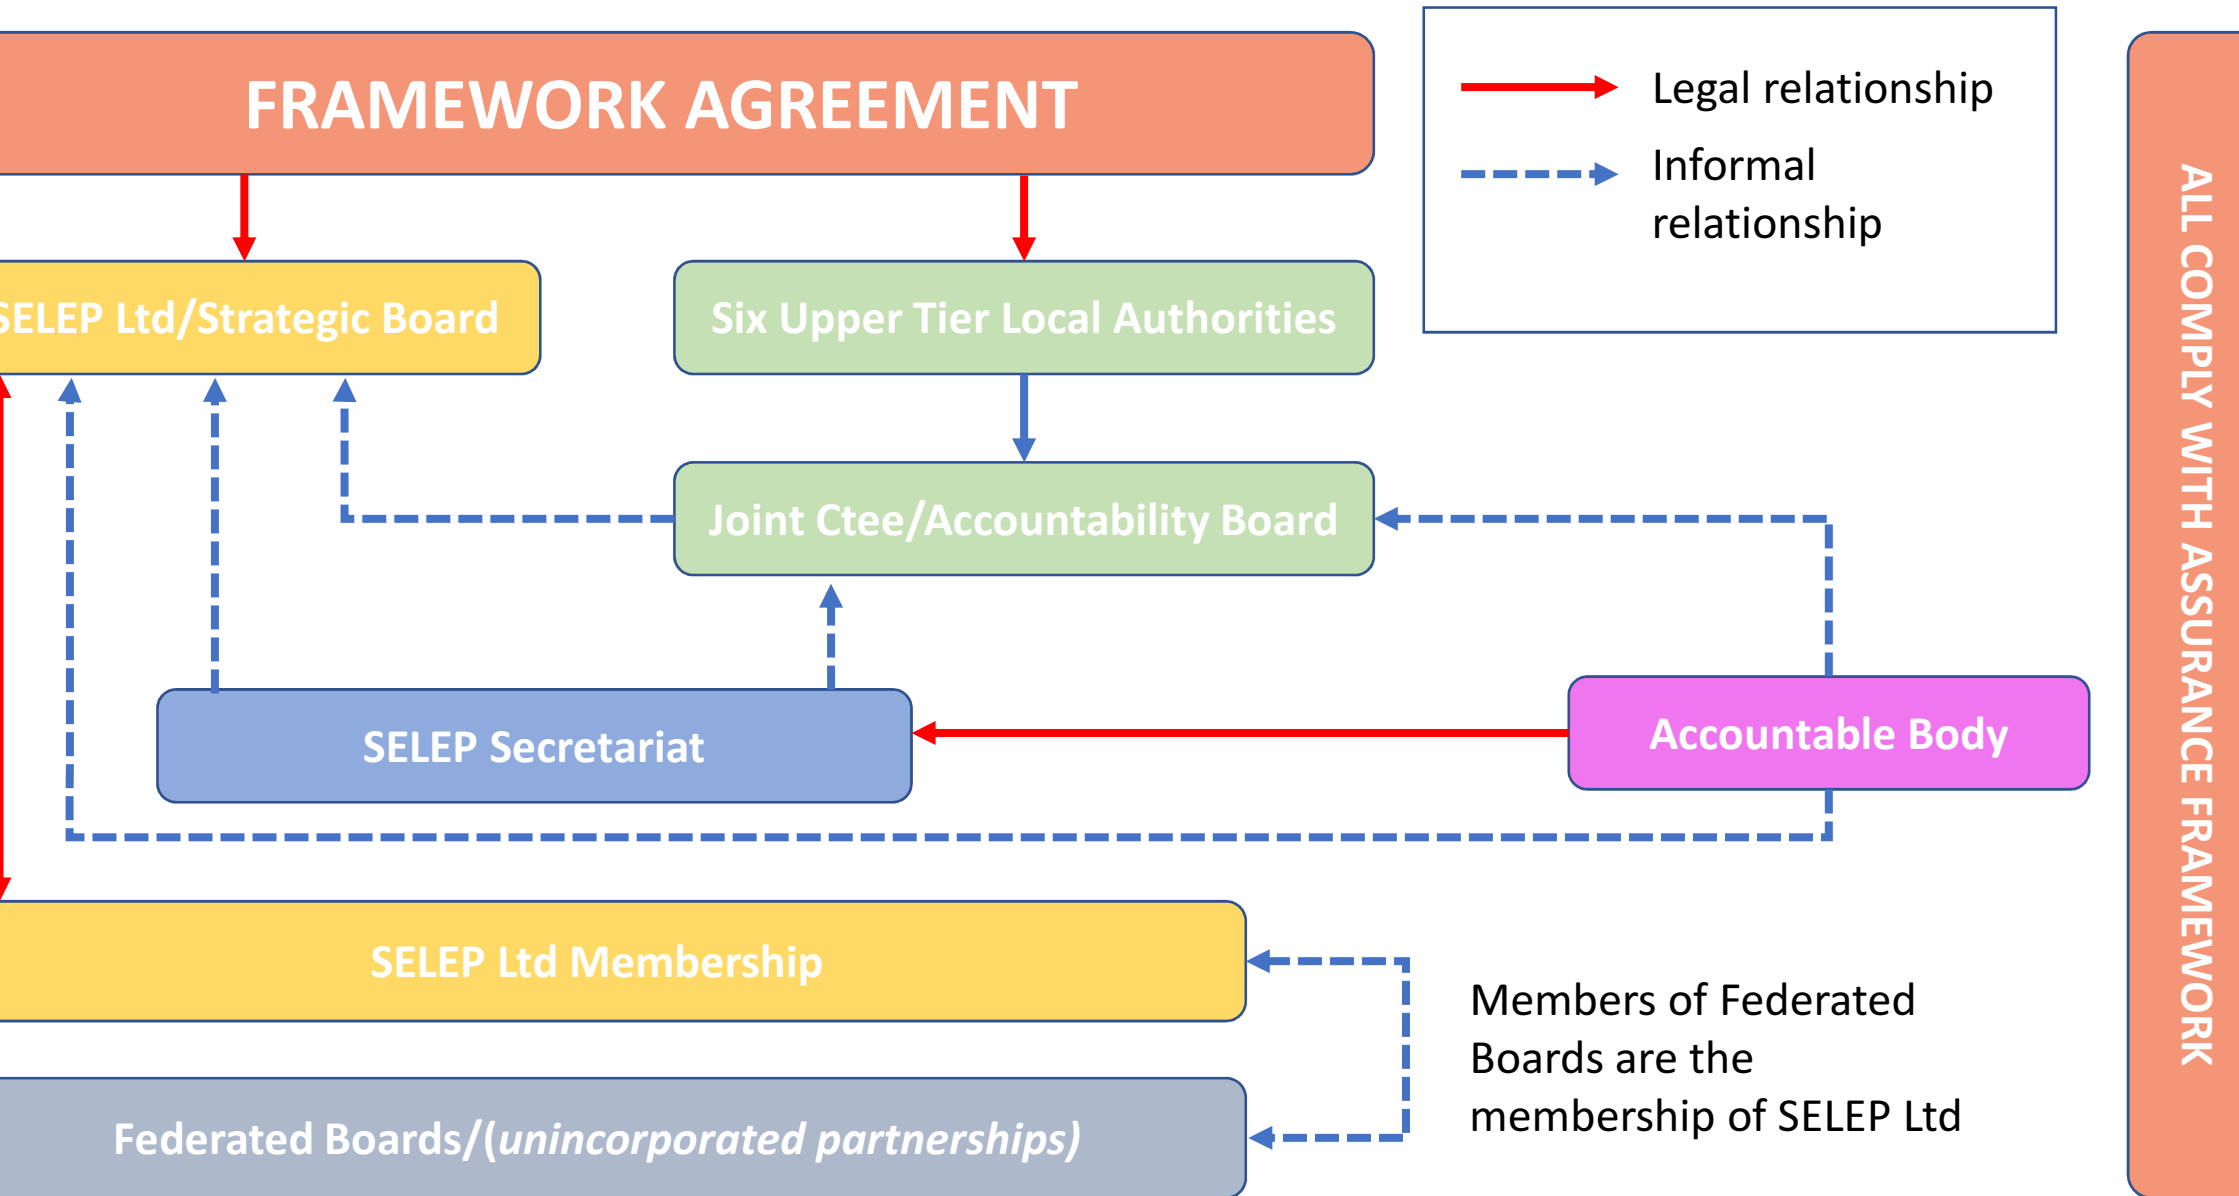 FRAMEWORK AGREEMENT
Legal relationship
Informal
relationship
SELEP Ltd/Strategic Board
Six Upper Tier Local Authorities
Joint Ctee/Accountability Board
SELEP Secretariat
Accountable Body
SELEP Ltd Membership
Members of Federated
Boards are the
membership of SELEP Ltd
Federated Boards/(unincorporated partnerships)
ALL COMPLY WITH ASSURANCE FRAMEWORK